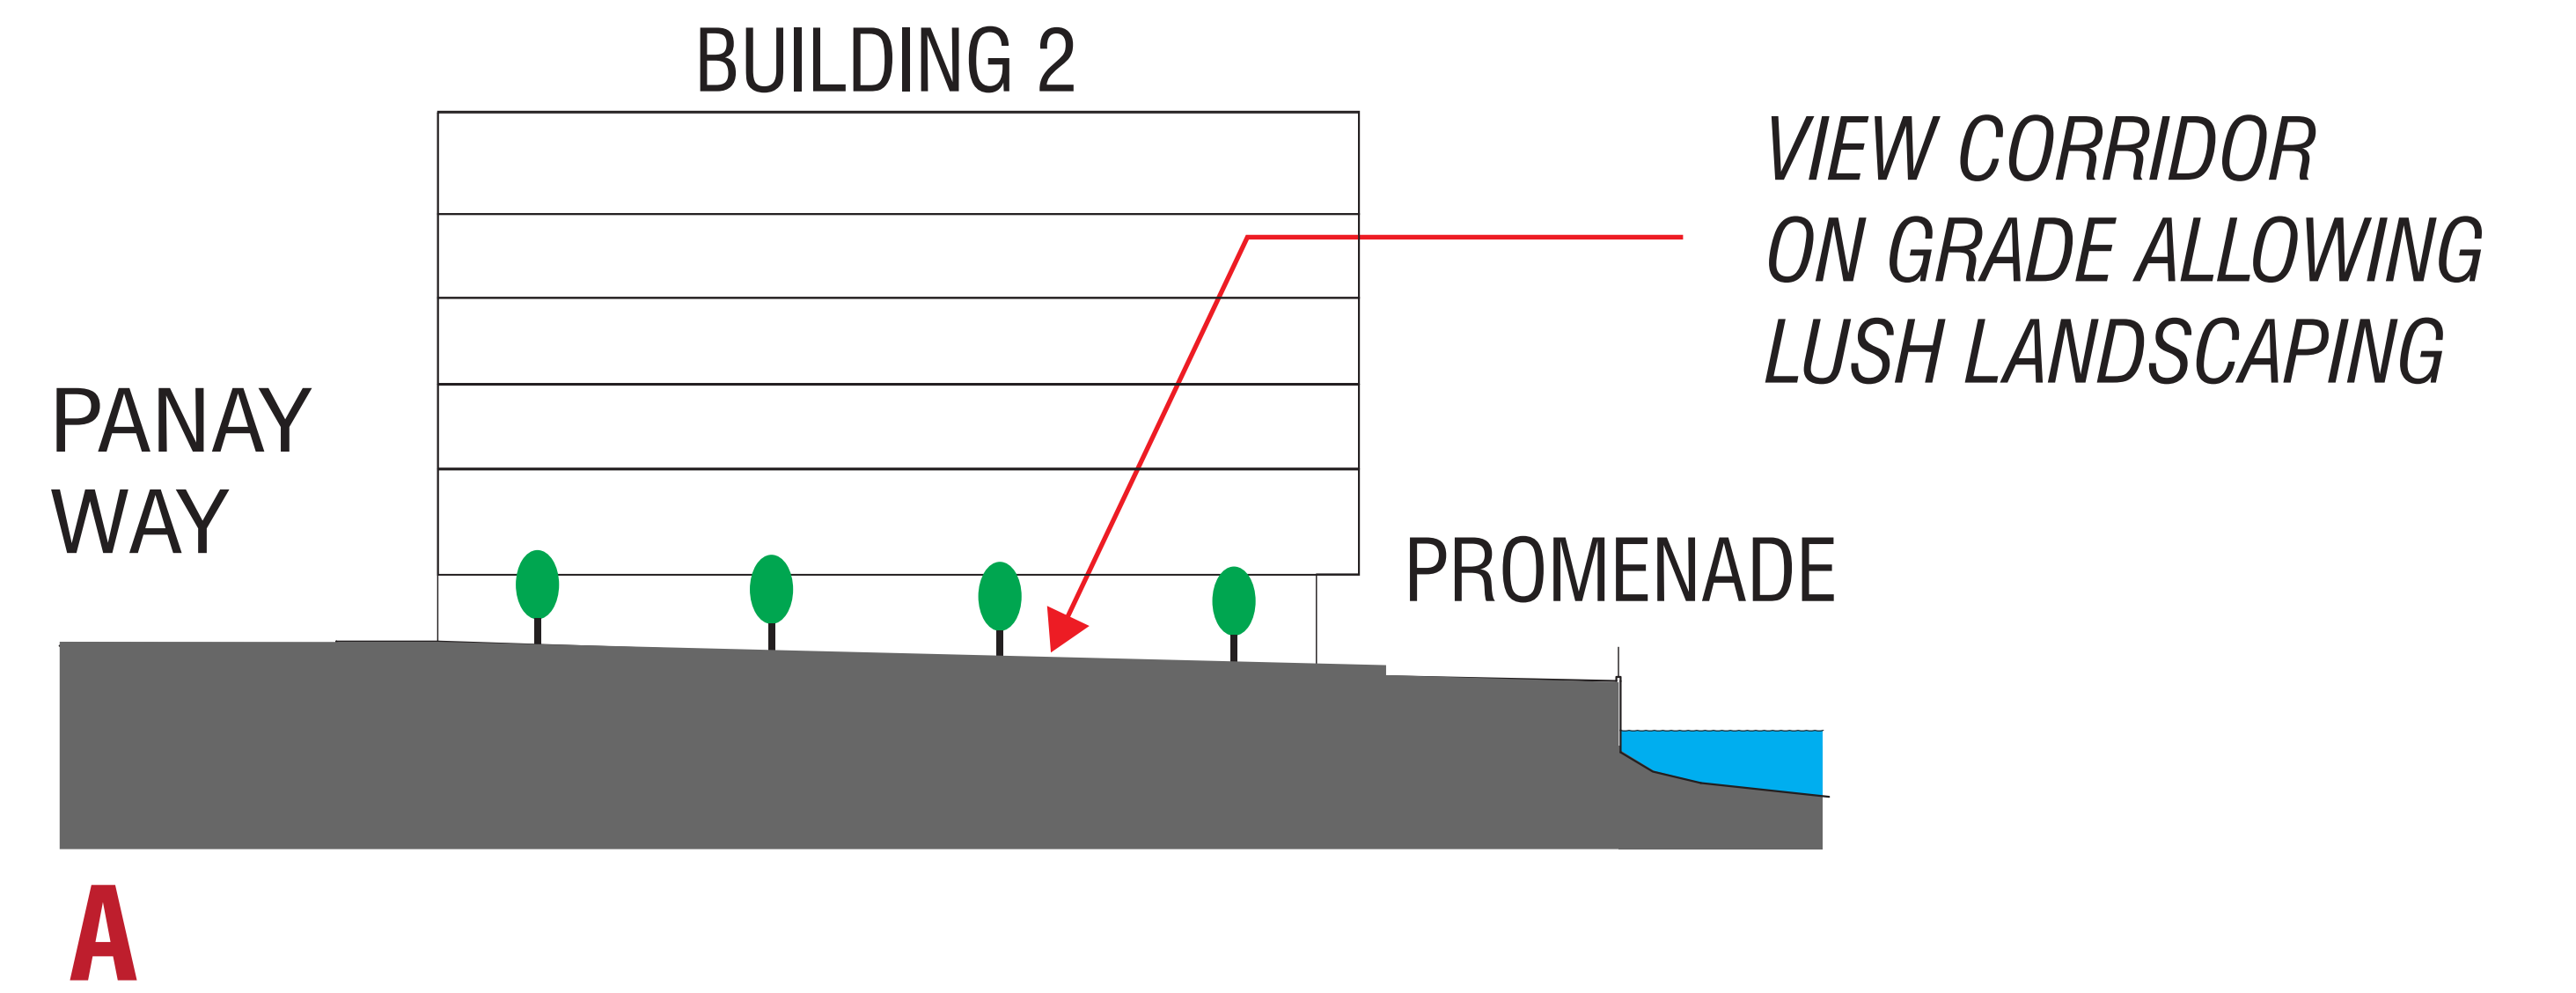 BUILDING 2
VIEW CORRIDOR
ON GRADE ALLOWING
LUSH LANDSCAPING
PANAY
WAY
PROMENADE
A